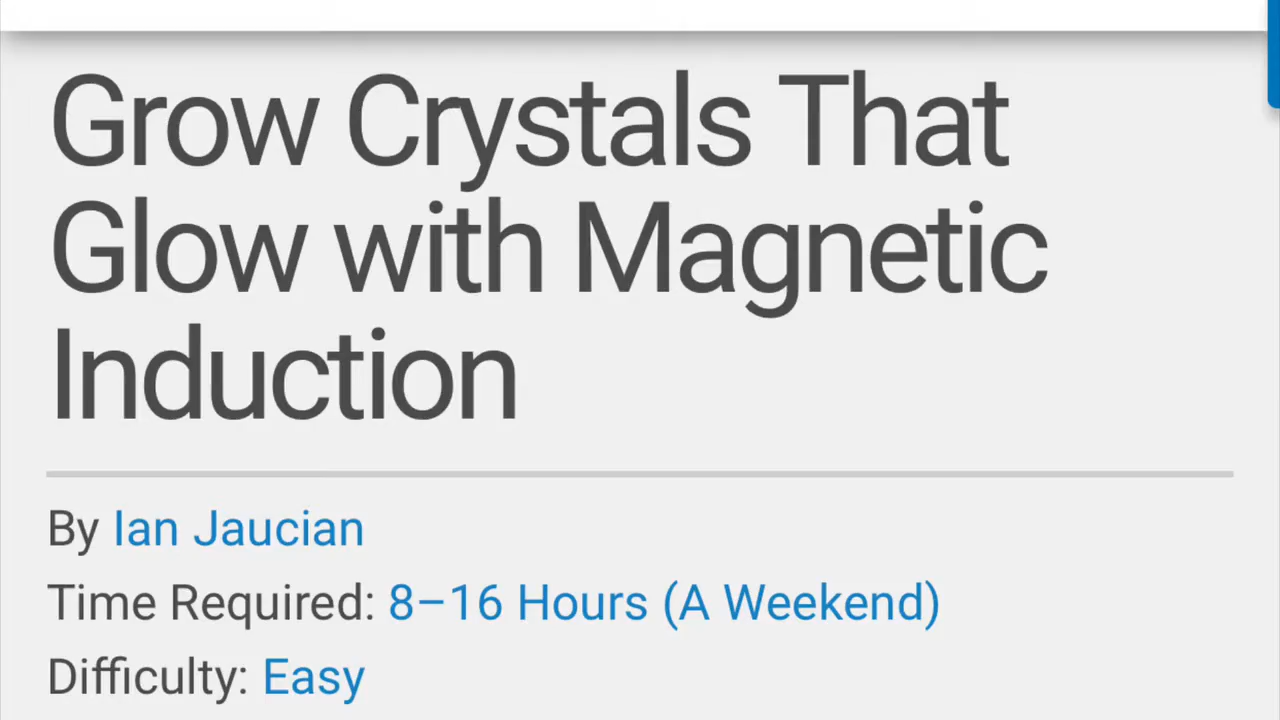 Grow Crystals That
Glow with Magnetic
Induction
By Ian Jaucian
Time Required: 8–16 Hours (A Weekend)
Difficulty: Easy